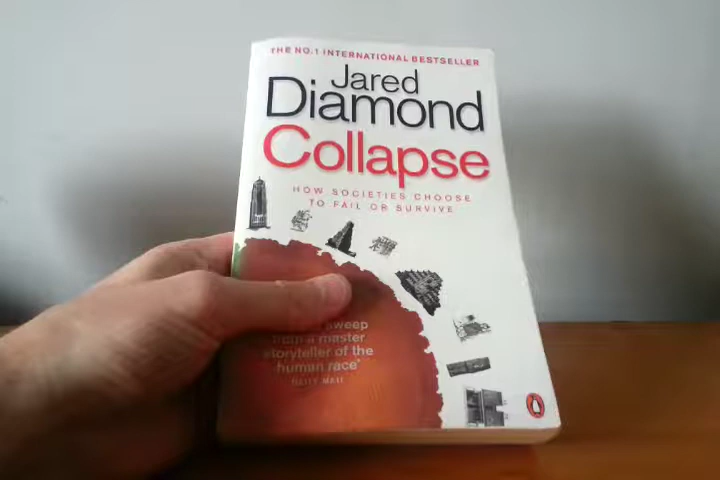 THE NO.1 INTERNATIONAL BESTSELLER
Jared
Diamond
Collapse
HOW SOCIETIES CHOOSE
TO FAIL OR SURVIVE
sweep
from a master
storyteller of the
human race'
DAILY MAIL